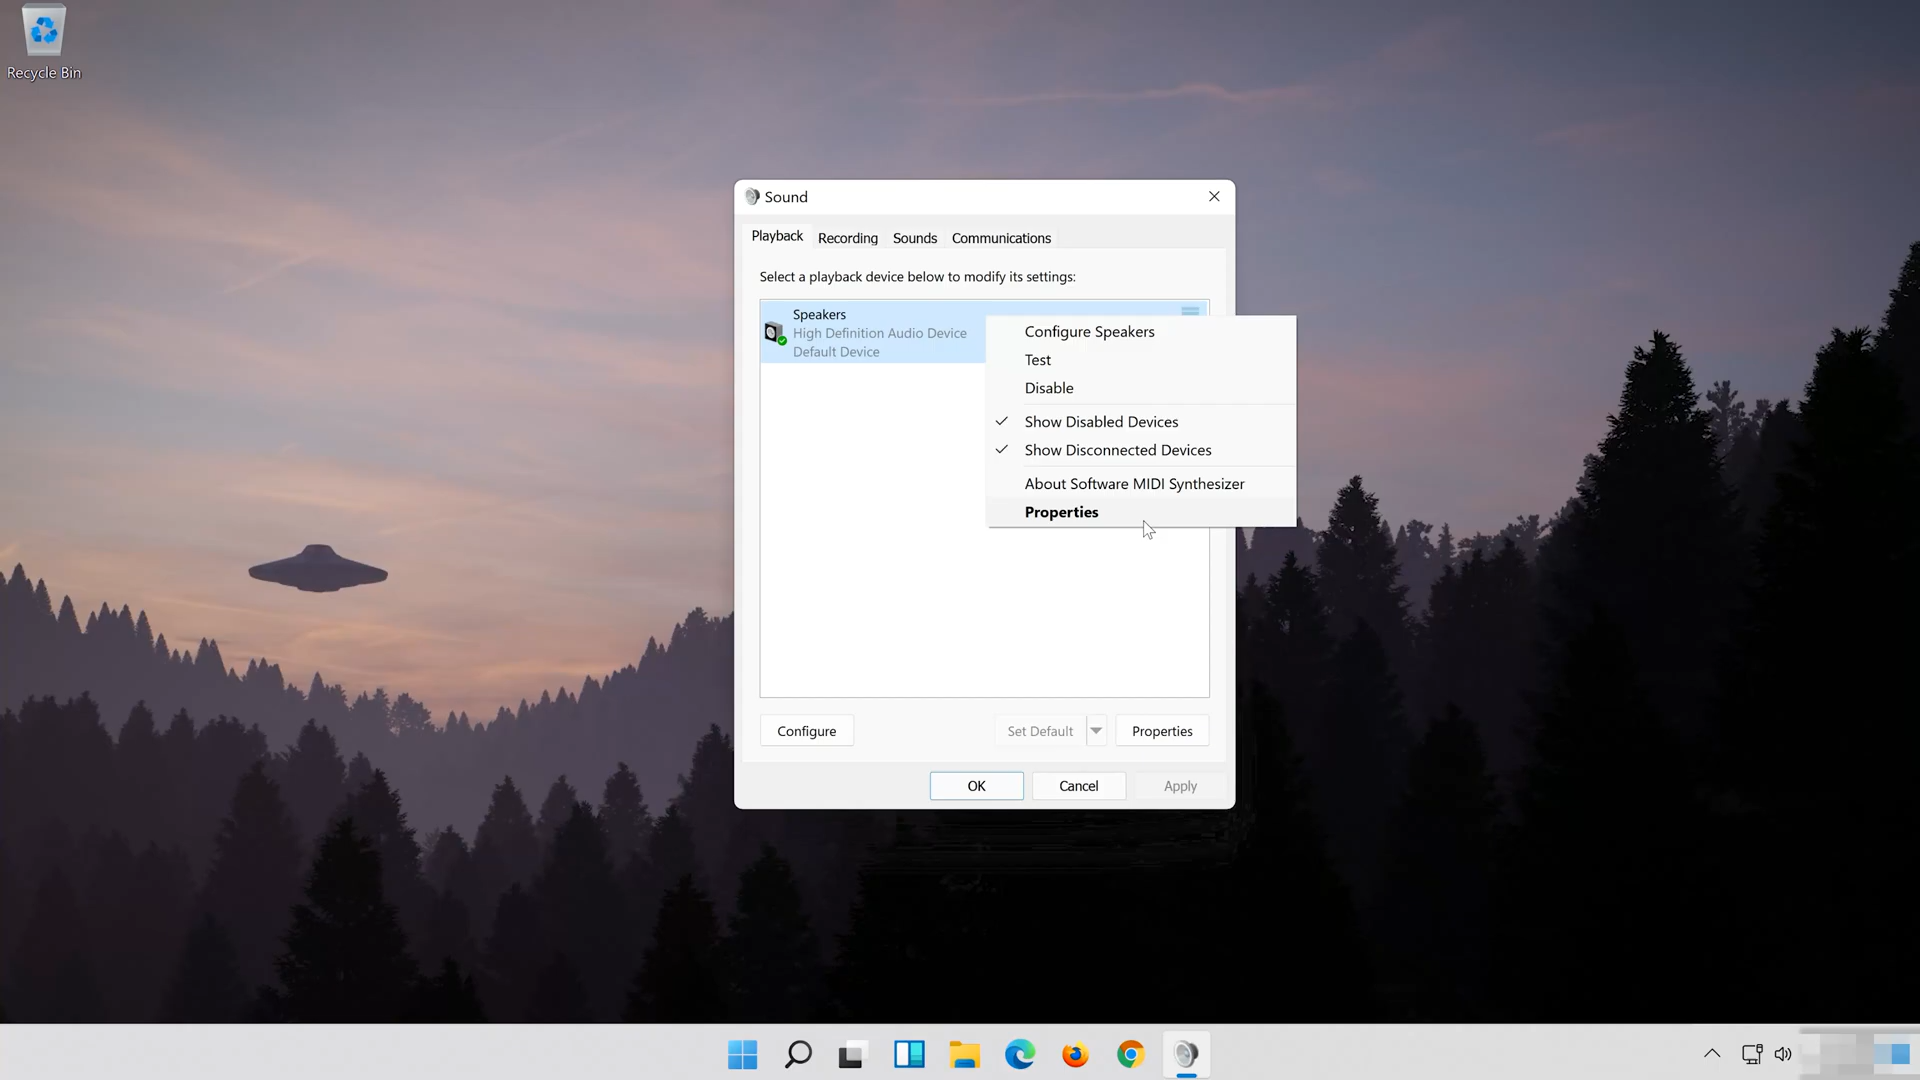 Recycle Bin
Sound
Playback
Recording
Sounds
Communications
Select a playback device below to modify its settings:
Speakers
High Definition Audio Device
Default Device
Configure Speakers
Test
Disable
Show Disabled Devices
Show Disconnected Devices
About Software MIDI Synthesizer
Properties
Configure
Set Default
Properties
OK
Cancel
Apply